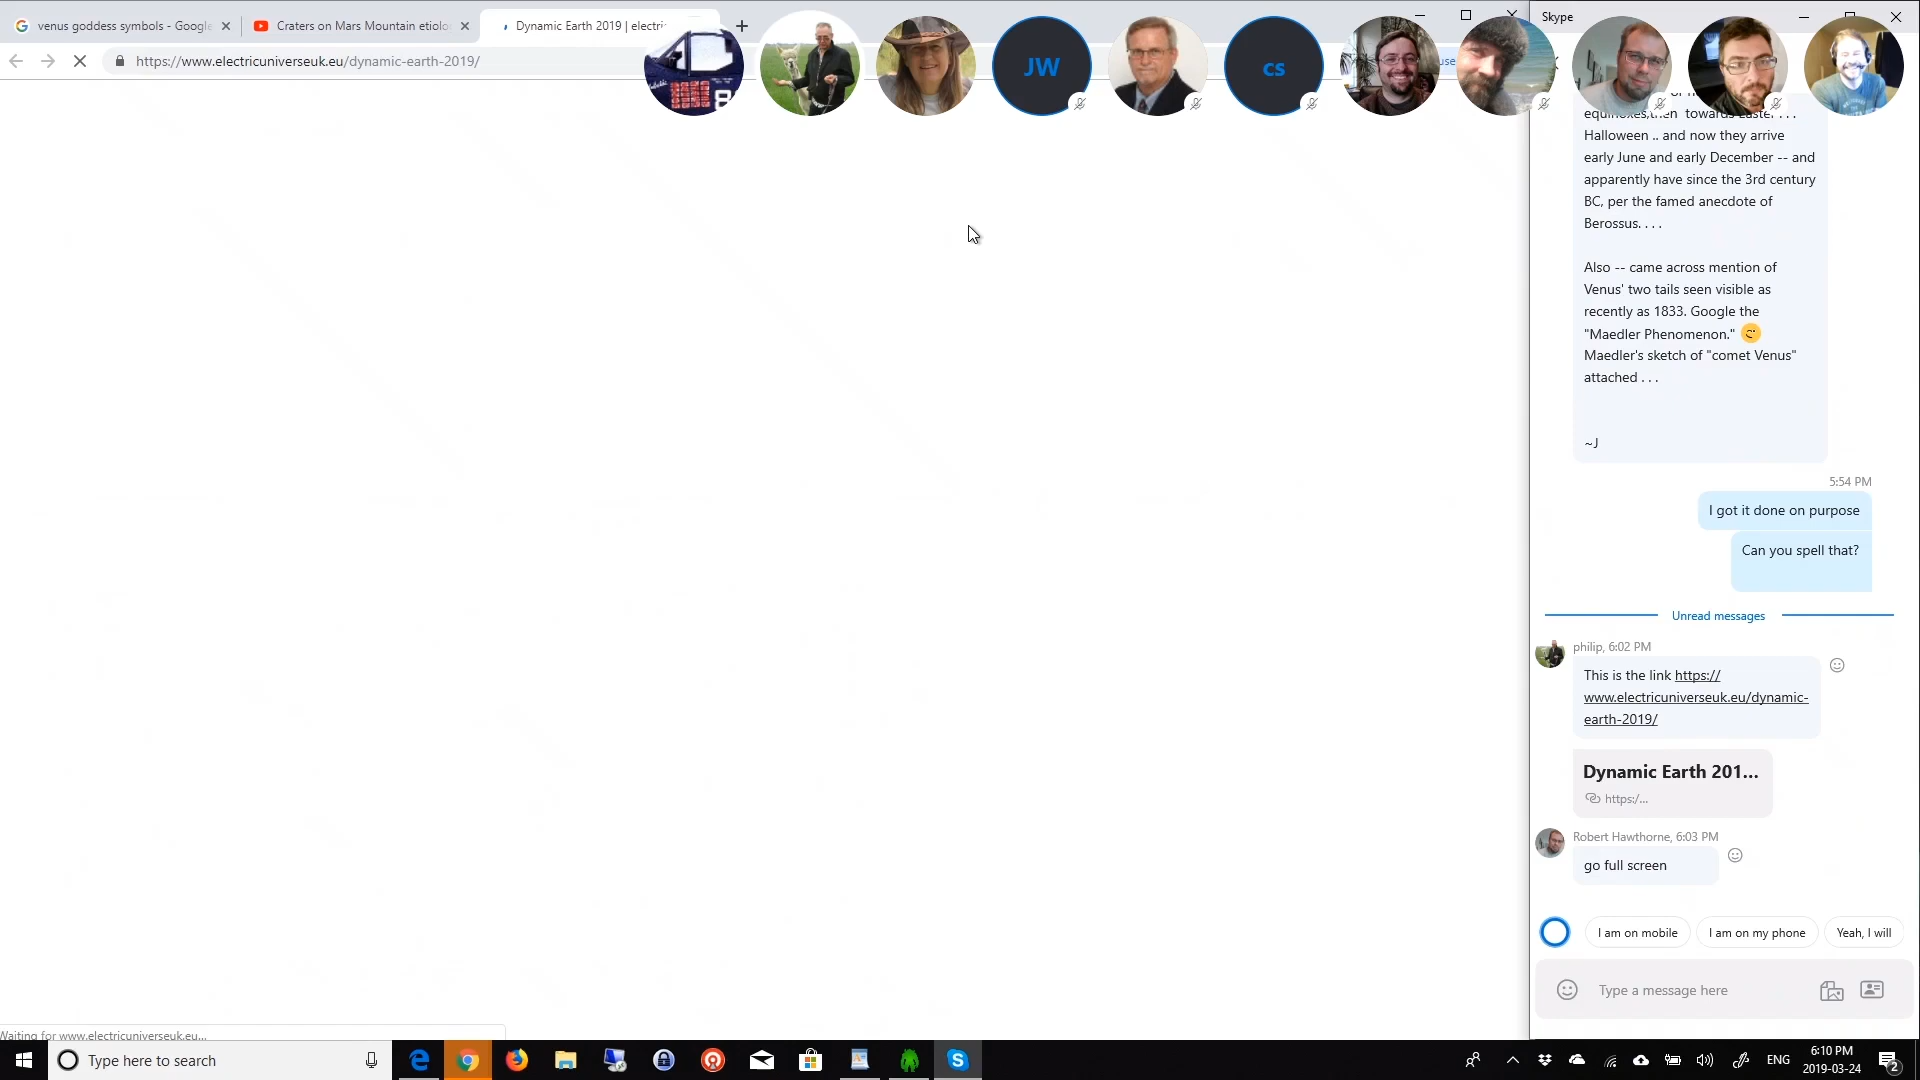 venus goddess symbols - Google
Craters on Mars Mountain etiolo
Dynamic Earth 2019 | electri
Skype
https://www.electricuniverseuk.eu/dynamic-earth-2019/
JW
cs
use
equinoxes, then towards Easter . . .
Halloween .. and now they arrive
early June and early December -- and
apparently have since the 3rd century
BC, per the famed anecdote of
Berossus. . . .
Also -- came across mention of
Venus' two tails seen visible as
recently as 1833. Google the
"Maedler Phenomenon."
Maedler's sketch of "comet Venus"
attached . . .
~J
5:54 PM
I got it done on purpose
Can you spell that?
Unread messages
philip, 6:02 PM
This is the link https://
www.electricuniverseuk.eu/dynamic-
earth-2019/
Dynamic Earth 201...
https:/...
Robert Hawthorne, 6:03 PM
go full screen
I am on mobile
I am on my phone
Yeah, I will
Type a message here
Waiting for www.electricuniverseuk.eu...
Type here to search
ENG
6:10 PM
2019-03-24
2